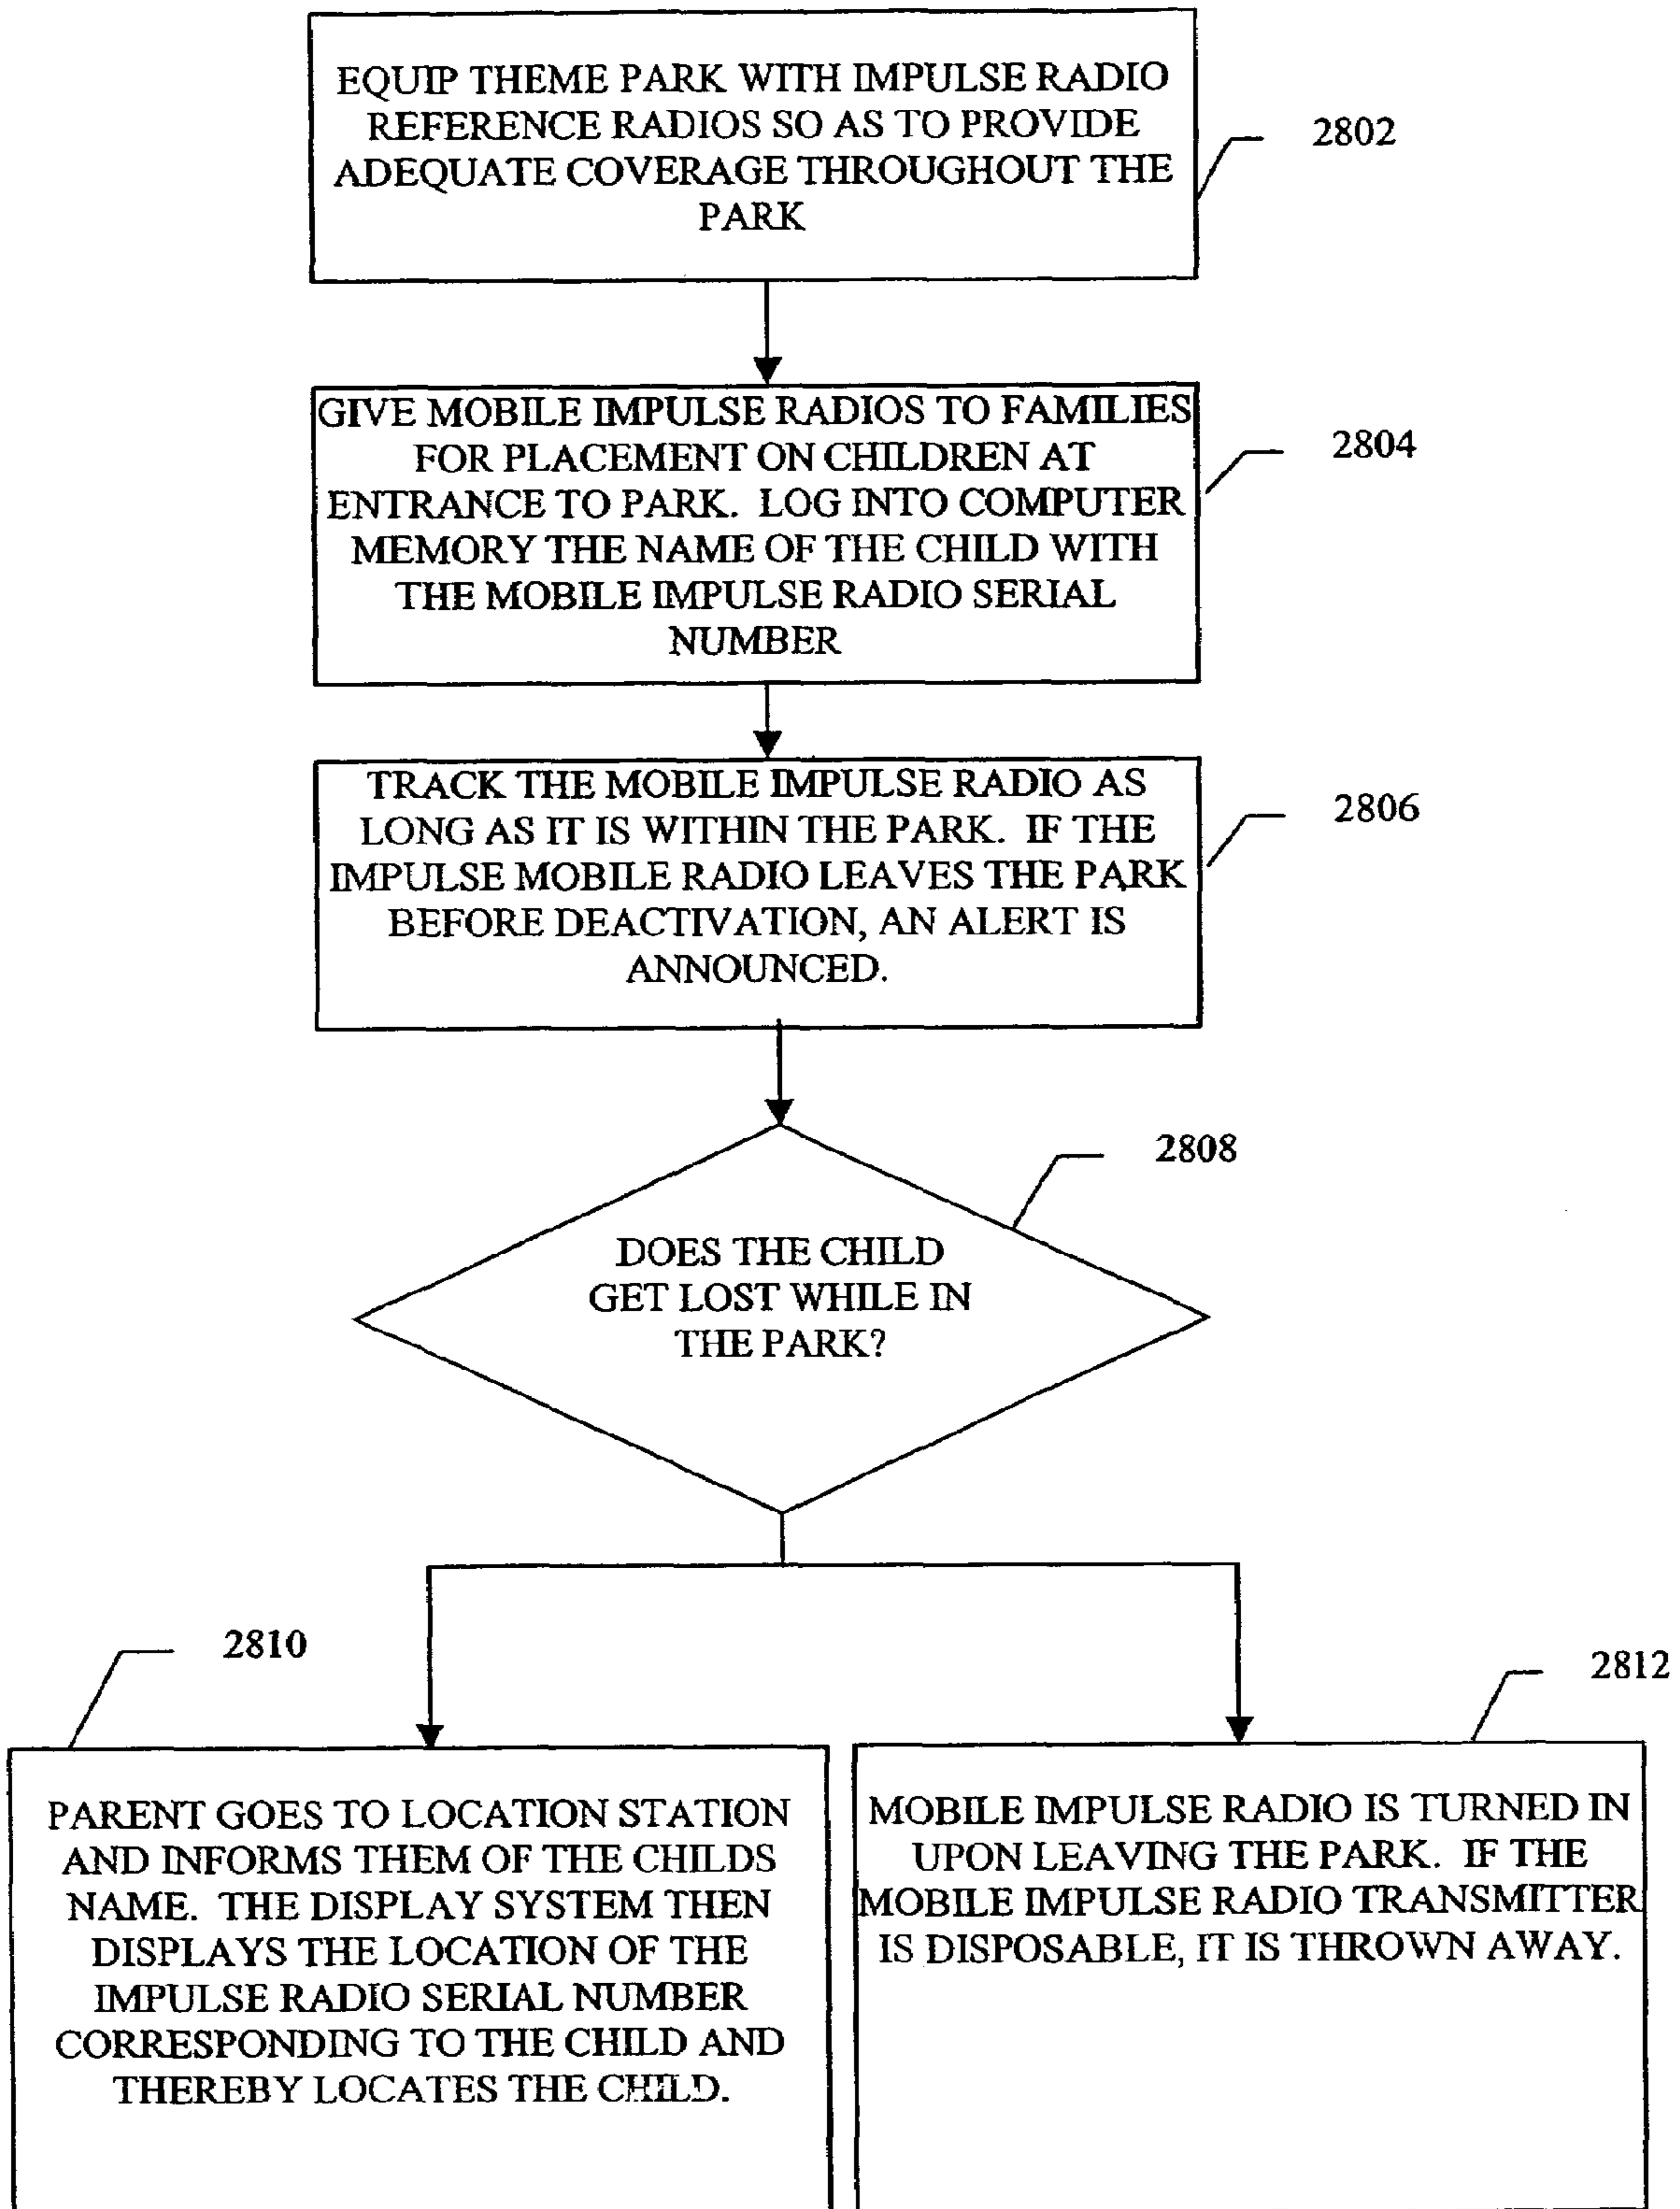 EQUIP THEME PARK WITH IMPULSE RADIO
REFERENCE RADIOS SO AS TO PROVIDE
ADEQUATE COVERAGE THROUGHOUT THE
PARK
2802
GIVE MOBILE IMPULSE RADIOS TO FAMILIES
FOR PLACEMENT ON CHILDREN AT
ENTRANCE TO PARK. LOG INTO COMPUTER
MEMORY THE NAME OF THE CHILD WITH
THE MOBILE IMPULSE RADIO SERIAL
NUMBER
2804
TRACK THE MOBILE IMPULSE RADIO AS
LONG AS IT IS WITHIN THE PARK. IF THE
IMPULSE MOBILE RADIO LEAVES THE PARK
BEFORE DEACTIVATION, AN ALERT IS
ANNOUNCED.
2806
DOES THE CHILD
GET LOST WHILE IN
THE PARK?
2808
2810
PARENT GOES TO LOCATION STATION
AND INFORMS THEM OF THE CHILDS
NAME. THE DISPLAY SYSTEM THEN
DISPLAYS THE LOCATION OF THE
IMPULSE RADIO SERIAL NUMBER
CORRESPONDING TO THE CHILD AND
THEREBY LOCATES THE CHILD.
2812
MOBILE IMPULSE RADIO IS TURNED IN
UPON LEAVING THE PARK. IF THE
MOBILE IMPULSE RADIO TRANSMITTER
IS DISPOSABLE, IT IS THROWN AWAY.